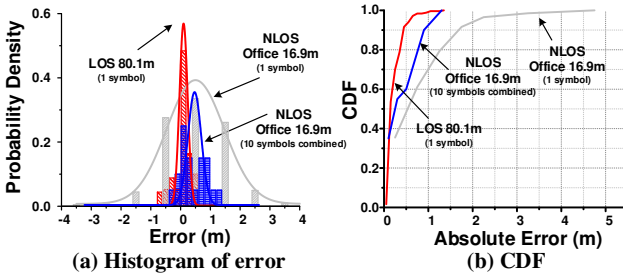 Probability Density
0.6
0.4
0.2
0.0
LOS 80.1m
(1 symbol)
NLOS
Office 16.9m
(1 symbol)
NLOS
Office 16.9m
(10 symbols combined)
-4 -3 -2 -1 0 1 2 3 4
Error (m)
(a) Histogram of error
CDF
1.0
0.8
0.6
0.4
0.2
0.0
NLOS
Office 16.9m
(10 symbols combined)
NLOS
Office 16.9m
(1 symbol)
LOS 80.1m
(1 symbol)
0 1 2 3 4 5
Absolute Error (m)
(b) CDF